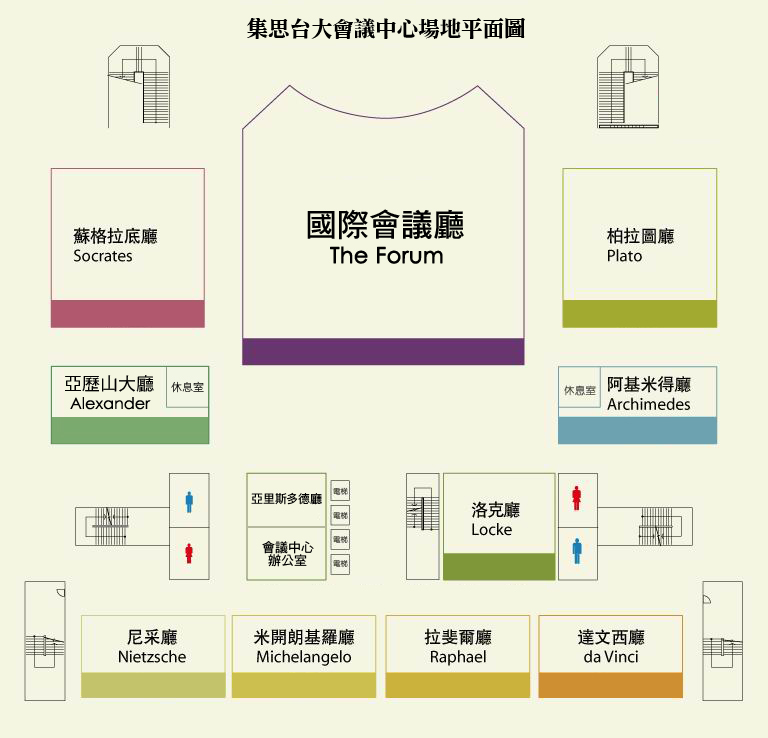 集思台大會議中心場地平面圖
國際會議廳
The Forum
蘇格拉底廳
Socrates
柏拉圖廳
Plato
亞歷山大廳
Alexander
休息室
休息室
阿基米得廳
Archimedes
亞里斯多德廳
會議中心
辦公室
電梯
電梯
電梯
電梯
洛克廳
Locke
尼采廳
Nietzsche
米開朗基羅廳
Michelangelo
拉斐爾廳
Raphael
達文西廳
da Vinci